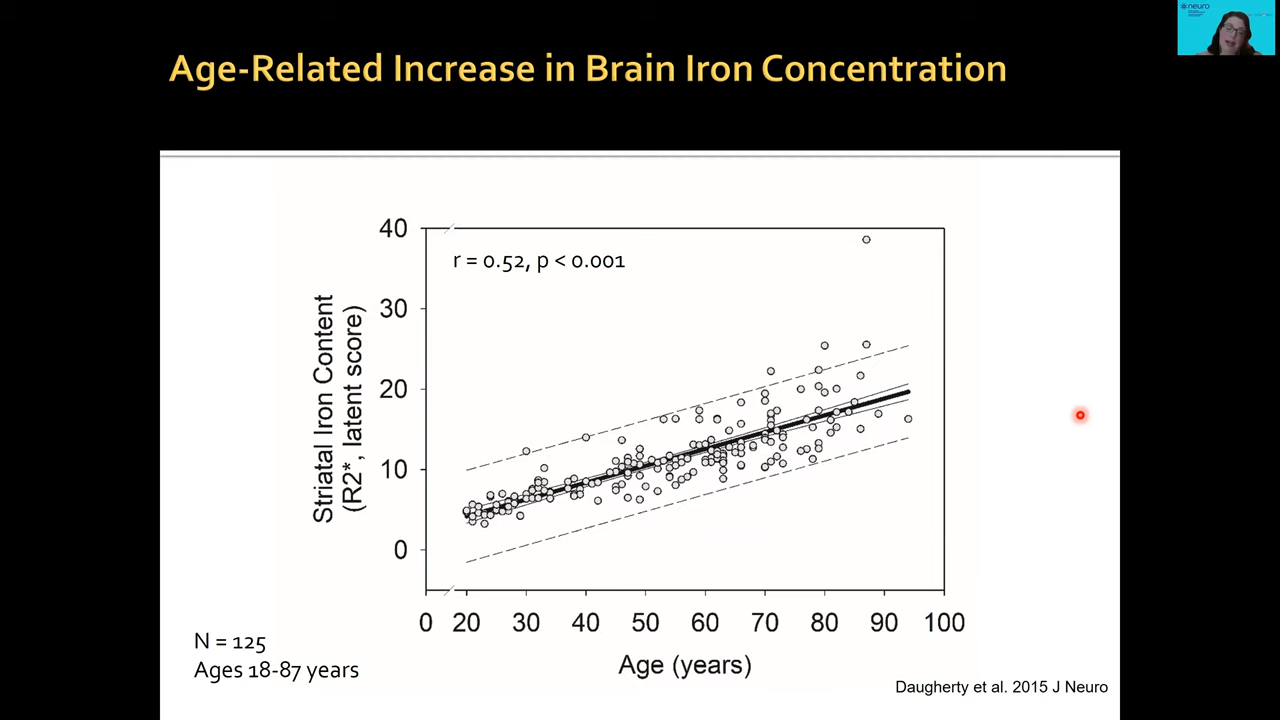 neuro
Age-Related Increase in Brain Iron Concentration
40
30
20
10
0
r = 0.52, p < 0.001
Striatal Iron Content
(R2*, latent score)
0 20 30 40 50 60 70 80 90 100
Age (years)
N = 125
Ages 18-87 years
Daugherty et al. 2015 J Neuro